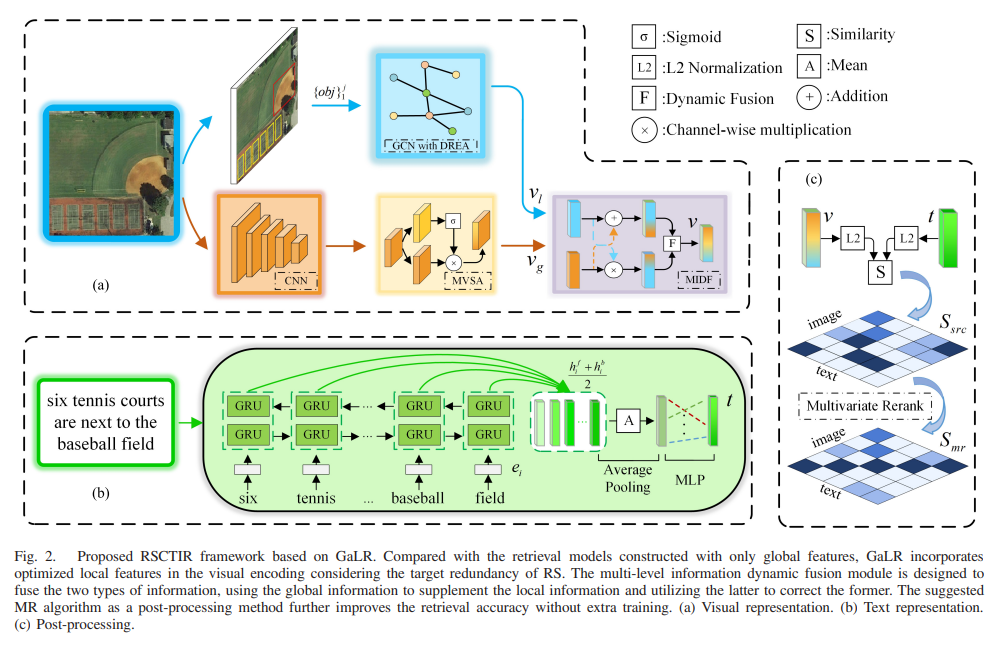 σ :Sigmoid
S :Similarity
L2 :L2 Normalization
A :Mean
F :Dynamic Fusion
+ :Addition
× :Channel-wise multiplication
{obj}₁ˡ
GCN with DREA
v_l
CNN
σ
×
MVSA
v_g
+
×
F
v
MIDF
(a)
six tennis courts
are next to the
baseball field
GRU GRU ... GRU GRU
GRU GRU ... GRU GRU
e_i
six tennis ... baseball field
(h_i^f + h_i^b) / 2
...
A
t
Average
Pooling
MLP
(b)
(c)
v
t
L2
L2
S
image
S_src
text
Multivariate Rerank
image
S_mr
text
Fig. 2. Proposed RSCTIR framework based on GaLR. Compared with the retrieval models constructed with only global features, GaLR incorporates
optimized local features in the visual encoding considering the target redundancy of RS. The multi-level information dynamic fusion module is designed to
fuse the two types of information, using the global information to supplement the local information and utilizing the latter to correct the former. The suggested
MR algorithm as a post-processing method further improves the retrieval accuracy without extra training. (a) Visual representation. (b) Text representation.
(c) Post-processing.